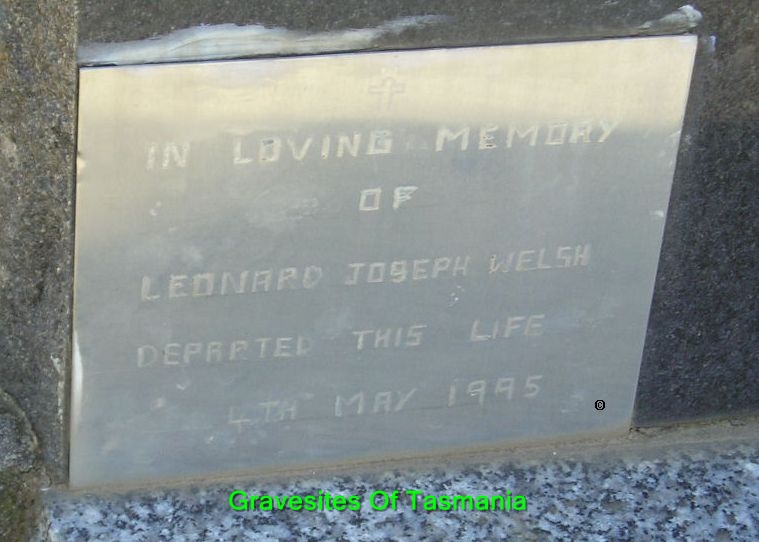 IN LOVING MEMORY
OF
LEONARD JOSEPH WELSH
DEPARTED THIS LIFE
4TH MAY 1995
©
Gravesites Of Tasmania